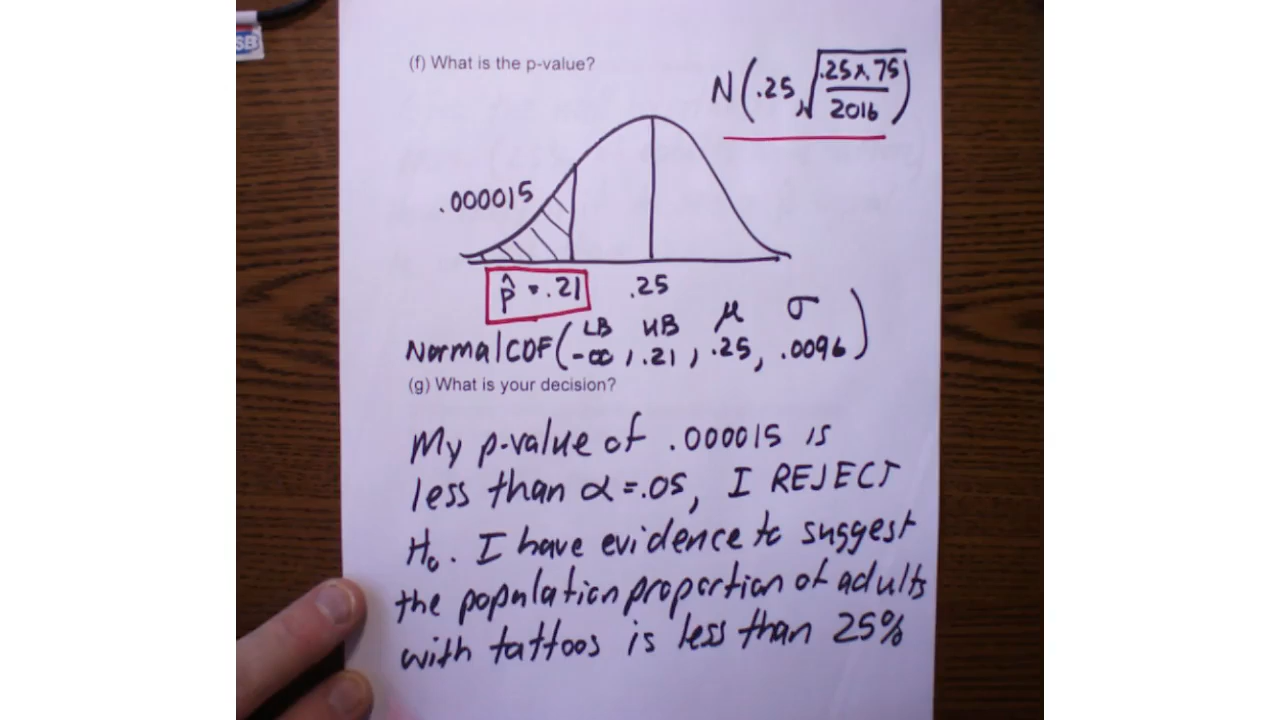 SB
(f) What is the p-value?
N(.25, √(.25×.75/2016))
.000015
p̂ = .21 .25
LB UB μ σ
NormalCDF(-∞, .21, .25, .0096)
(g) What is your decision?
My p-value of .000015 is
less than α = .05, I REJECT
H₀. I have evidence to suggest
the population proportion of adults
with tattoos is less than 25%